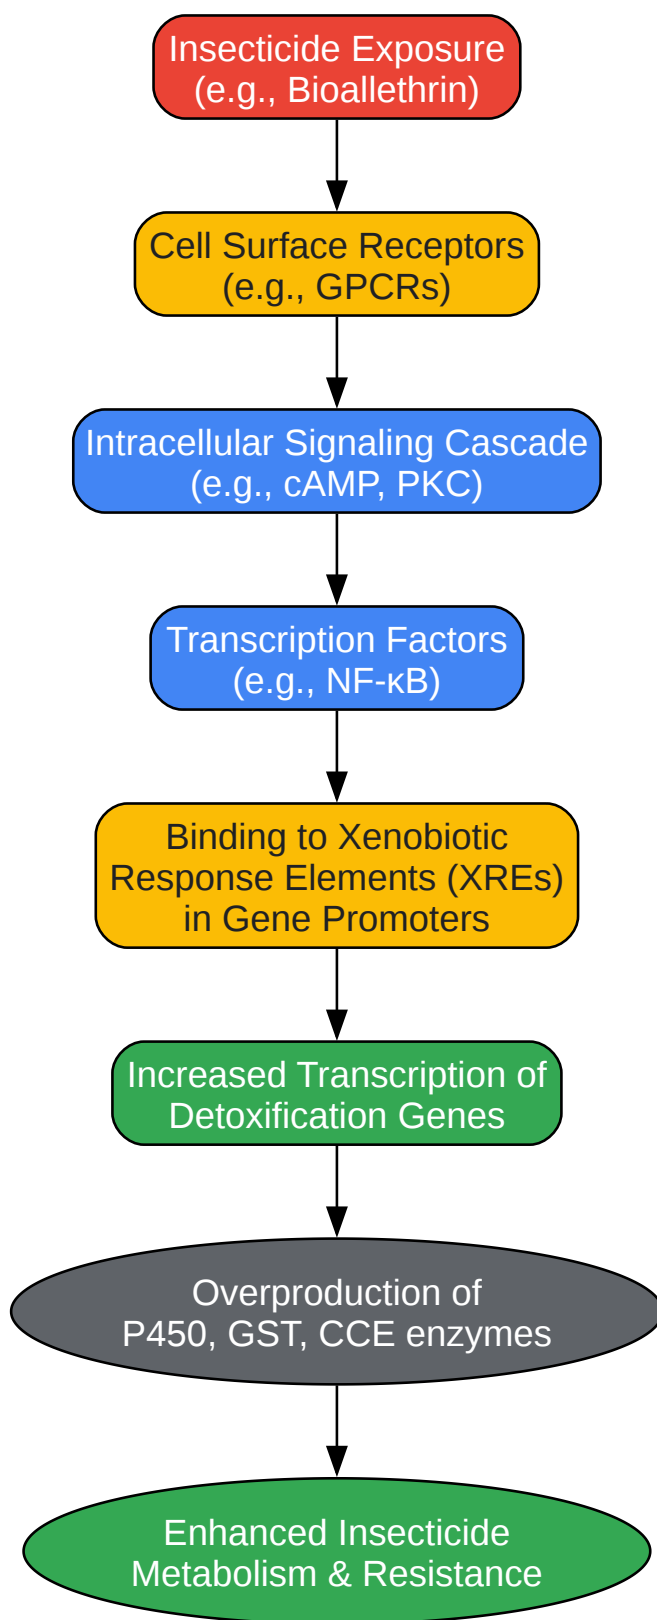 Insecticide Exposure
(e.g., Bioallethrin)
Cell Surface Receptors
(e.g., GPCRs)
Intracellular Signaling Cascade
(e.g., cAMP, PKC)
Transcription Factors
(e.g., NF-κB)
Binding to Xenobiotic
Response Elements (XREs)
in Gene Promoters
Increased Transcription of
Detoxification Genes
Overproduction of
P450, GST, CCE enzymes
Enhanced Insecticide
Metabolism & Resistance